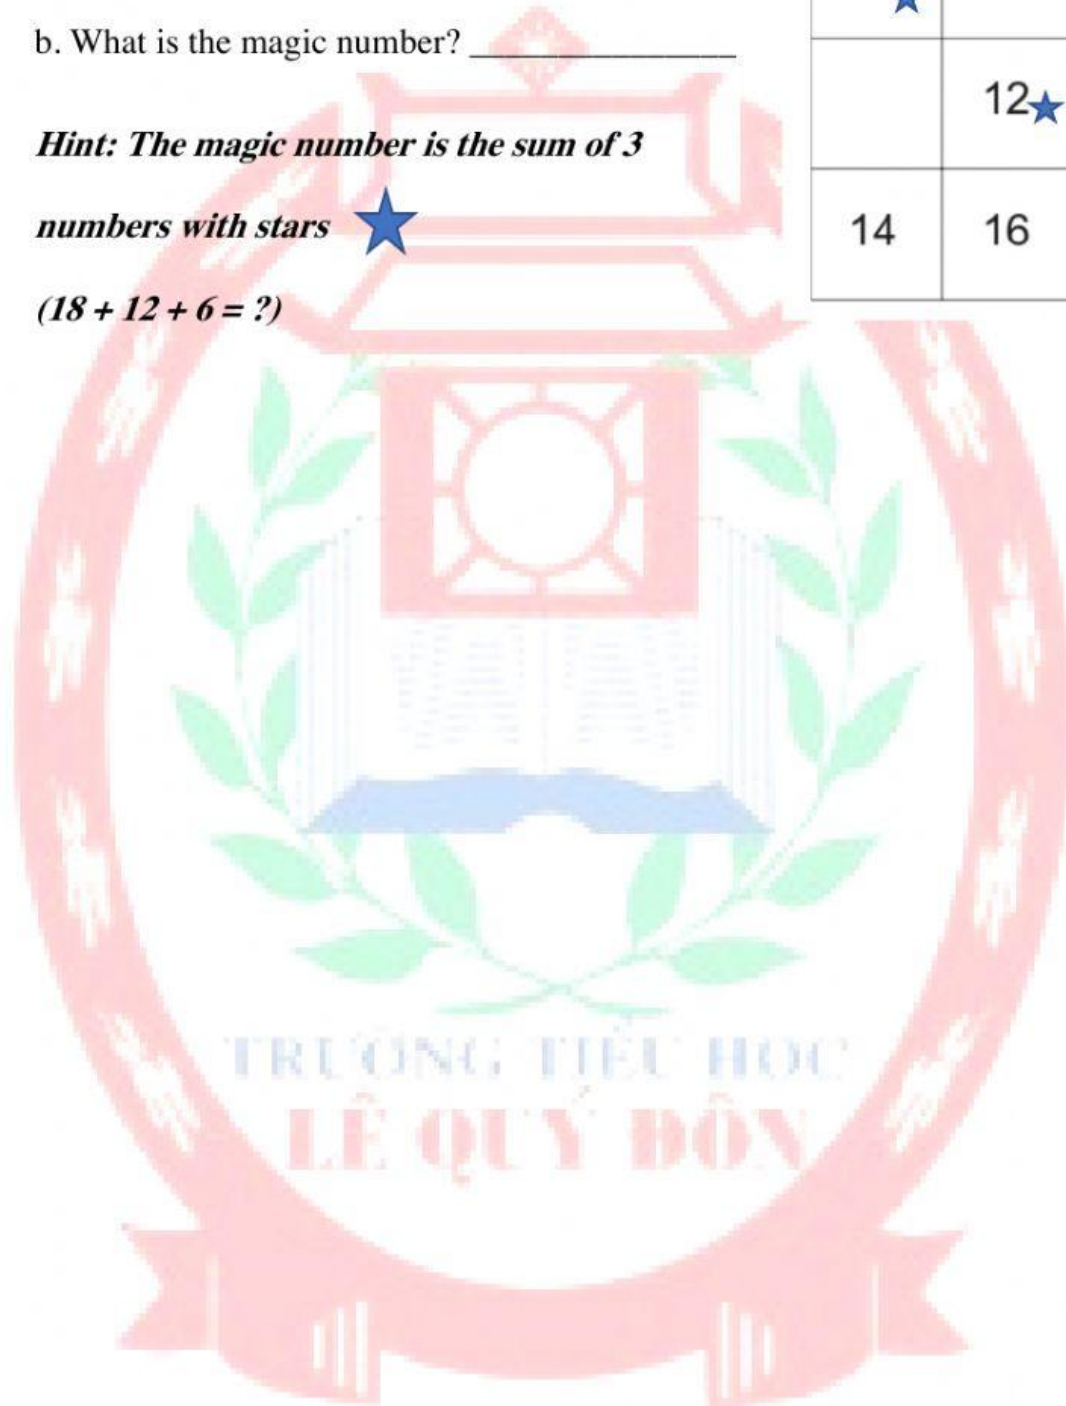 b. What is the magic number? _______________
12
Hint: The magic number is the sum of 3
numbers with stars
14 16
(18 + 12 + 6 = ?)
TRƯỜNG TIỂU HỌC
LÊ QUÝ ĐÔN